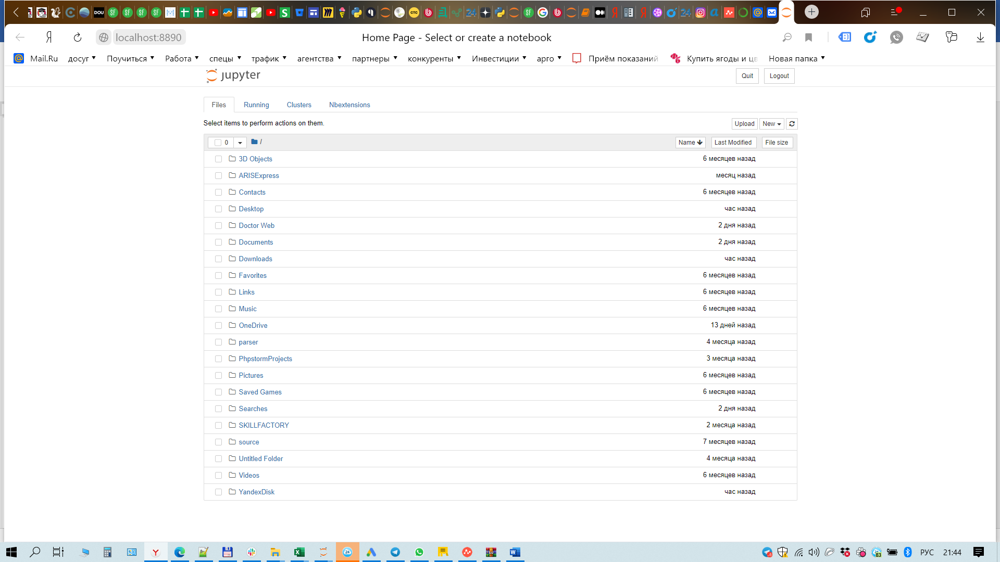 localhost:8890
Home Page - Select or create a notebook
Mail.Ru досуг Поучиться Работа спецы трафик агентства партнеры конкуренты Инвестиции арго Приём показаний Купить ягоды и цв Новая папка
jupyter
Quit Logout
Files Running Clusters Nbextensions
Select items to perform actions on them.
Upload New
0 /
Name Last Modified File size
3D Objects 6 месяцев назад
ARISExpress месяц назад
Contacts 6 месяцев назад
Desktop час назад
Doctor Web 2 дня назад
Documents 2 дня назад
Downloads час назад
Favorites 6 месяцев назад
Links 6 месяцев назад
Music 6 месяцев назад
OneDrive 13 дней назад
parser 4 месяца назад
PhpstormProjects 3 месяца назад
Pictures 6 месяцев назад
Saved Games 6 месяцев назад
Searches 2 дня назад
SKILLFACTORY 2 месяца назад
source 7 месяцев назад
Untitled Folder 4 месяца назад
Videos 6 месяцев назад
YandexDisk час назад
РУС 21:44